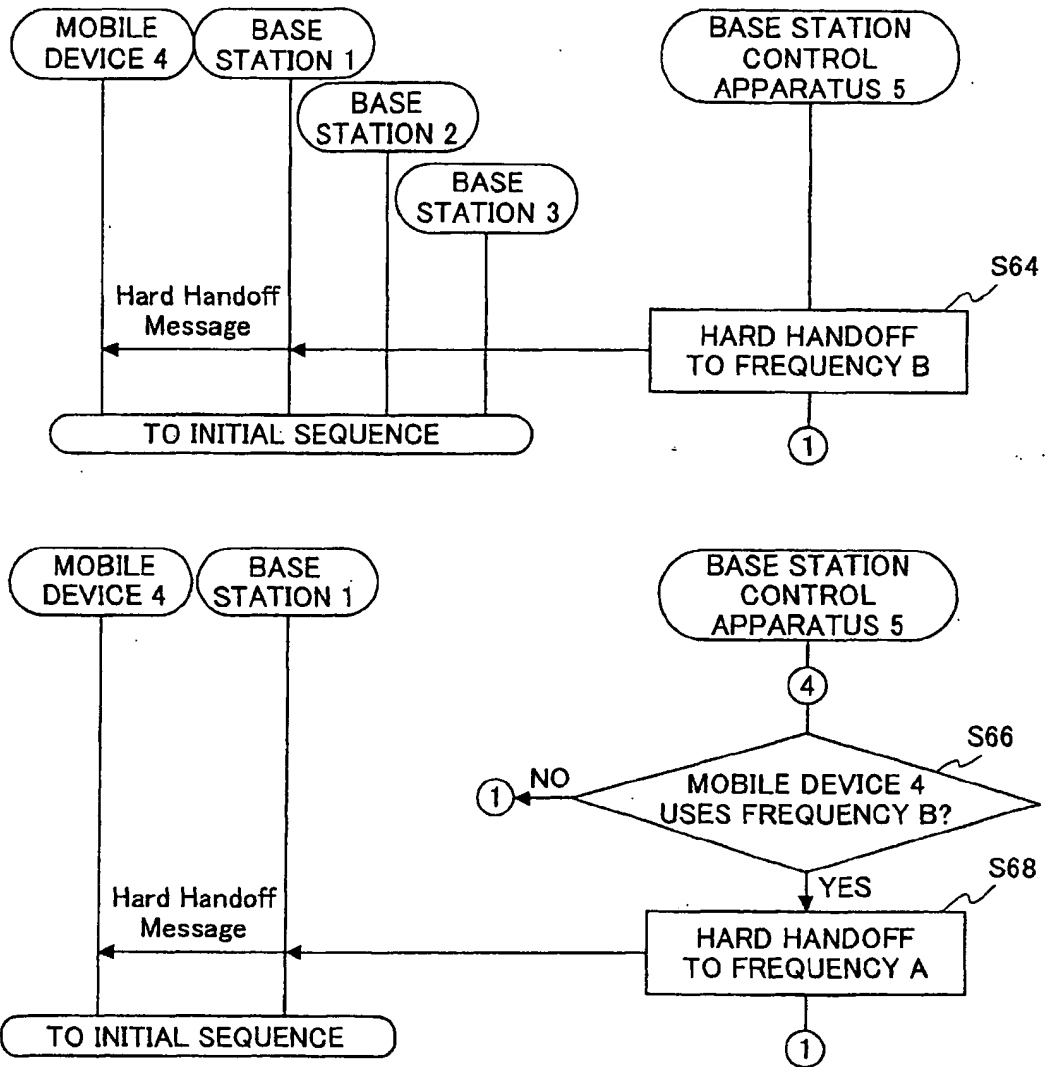 MOBILE
DEVICE 4
BASE
STATION 1
BASE
STATION 2
BASE
STATION 3
BASE STATION
CONTROL
APPARATUS 5
S64
Hard Handoff
Message
HARD HANDOFF
TO FREQUENCY B
TO INITIAL SEQUENCE
1
MOBILE
DEVICE 4
BASE
STATION 1
BASE STATION
CONTROL
APPARATUS 5
4
S66
1
NO
MOBILE DEVICE 4
USES FREQUENCY B?
YES
S68
Hard Handoff
Message
HARD HANDOFF
TO FREQUENCY A
TO INITIAL SEQUENCE
1